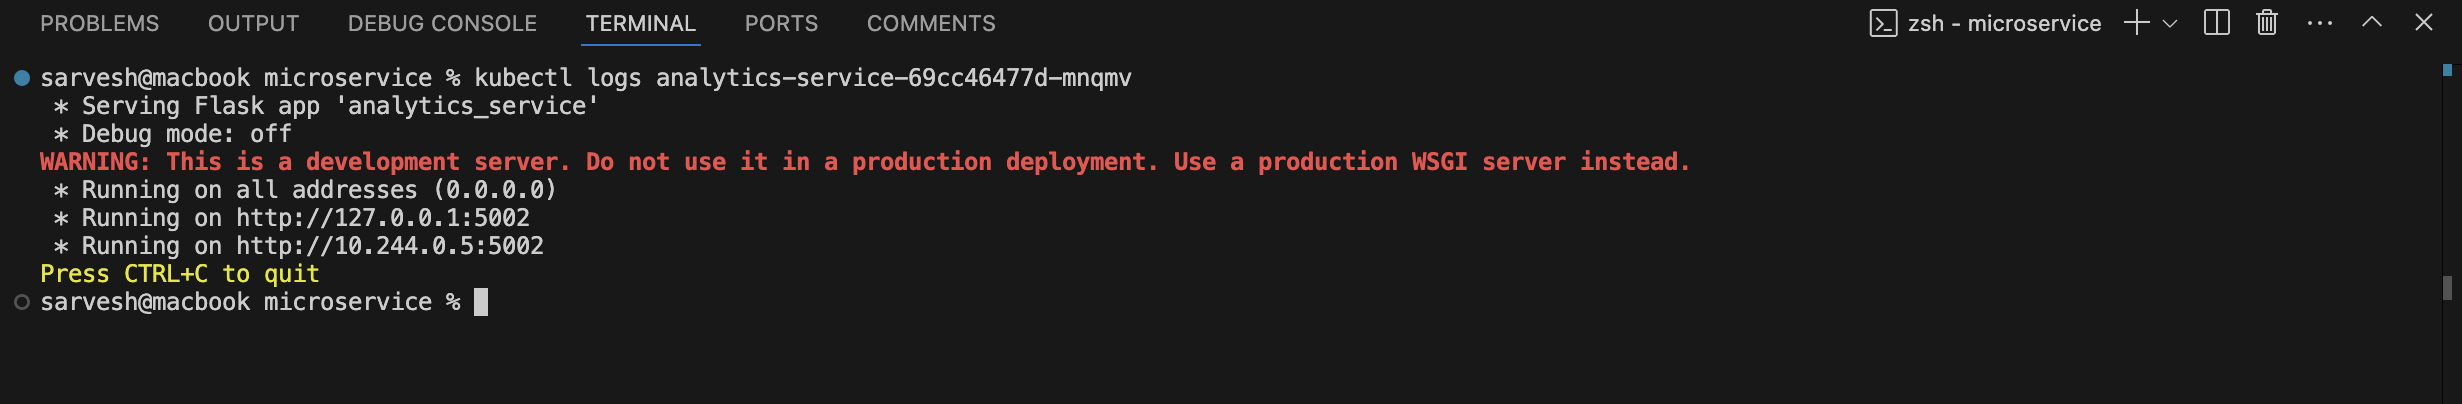 PROBLEMS OUTPUT DEBUG CONSOLE TERMINAL PORTS COMMENTS zsh - microservice
sarvesh@macbook microservice % kubectl logs analytics-service-69cc46477d-mnqmv
* Serving Flask app 'analytics_service'
* Debug mode: off
WARNING: This is a development server. Do not use it in a production deployment. Use a production WSGI server instead.
* Running on all addresses (0.0.0.0)
* Running on http://127.0.0.1:5002
* Running on http://10.244.0.5:5002
Press CTRL+C to quit
sarvesh@macbook microservice %